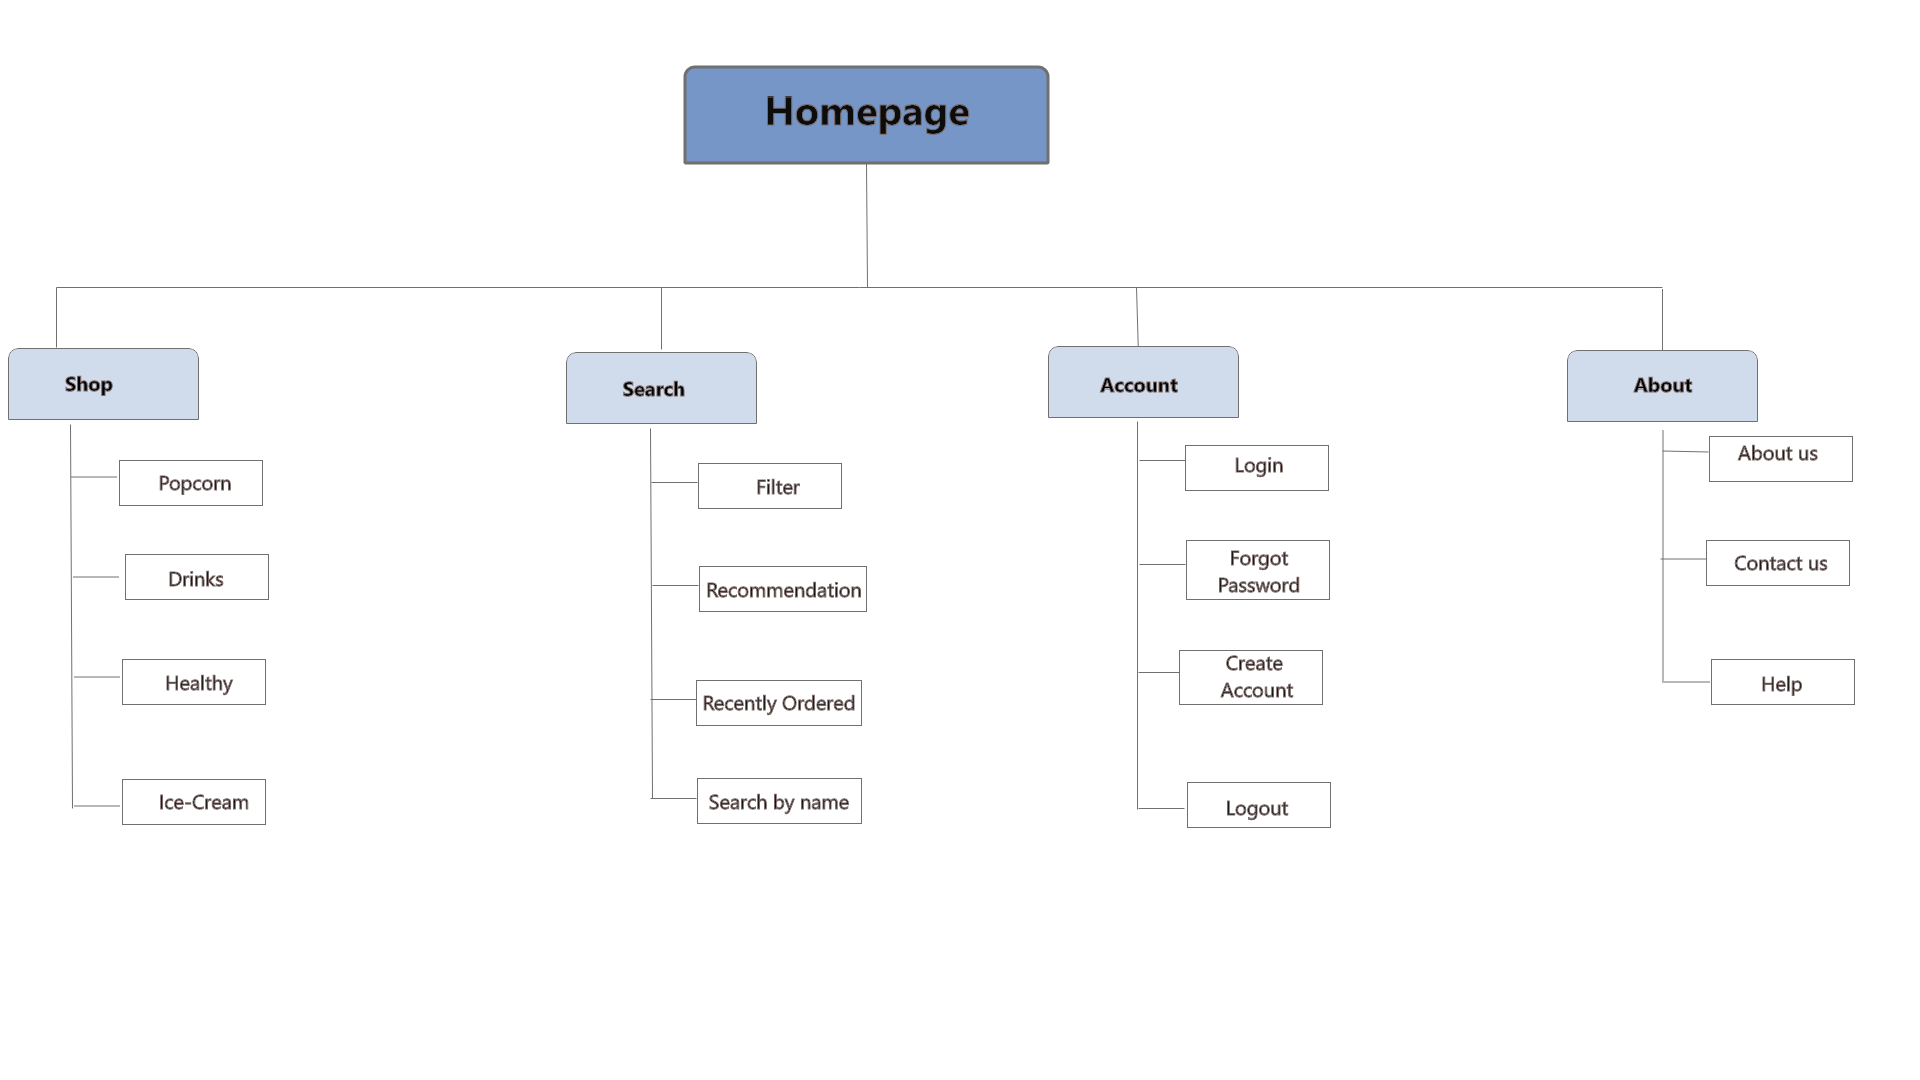 Homepage
Shop
Popcorn
Drinks
Healthy
Ice-Cream
Search
Filter
Recommendation
Recently Ordered
Search by name
Account
Login
Forgot
Password
Create
Account
Logout
About
About us
Contact us
Help